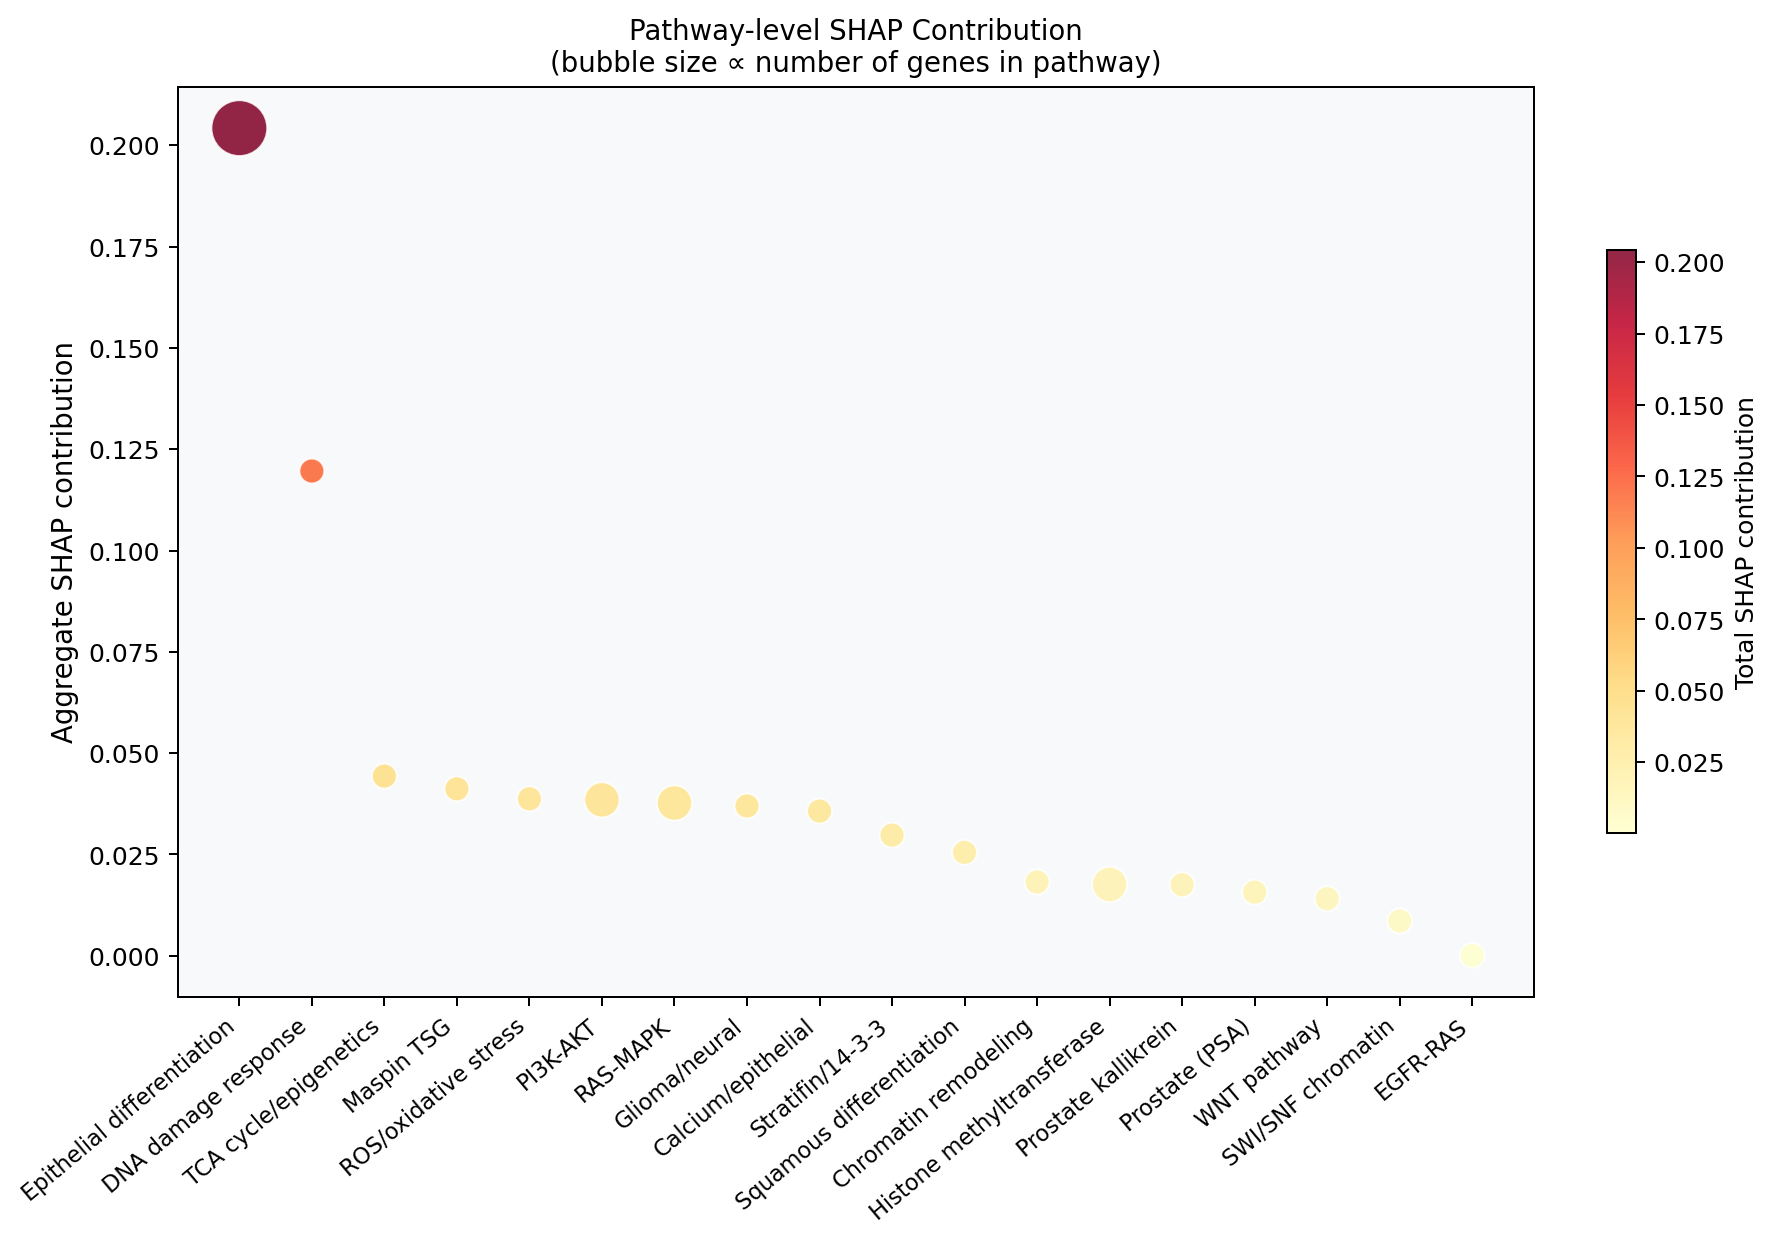 Pathway-level SHAP Contribution
(bubble size ∝ number of genes in pathway)
Aggregate SHAP contribution
0.200
0.175
0.150
0.125
0.100
0.075
0.050
0.025
0.000
Epithelial differentiation
DNA damage response
TCA cycle/epigenetics
Maspin TSG
ROS/oxidative stress
PI3K-AKT
RAS-MAPK
Glioma/neural
Calcium/epithelial
Stratifin/14-3-3
Squamous differentiation
Chromatin remodeling
Histone methyltransferase
Prostate kallikrein
Prostate (PSA)
WNT pathway
SWI/SNF chromatin
EGFR-RAS
0.200
0.175
0.150
0.125
0.100
0.075
0.050
0.025
Total SHAP contribution